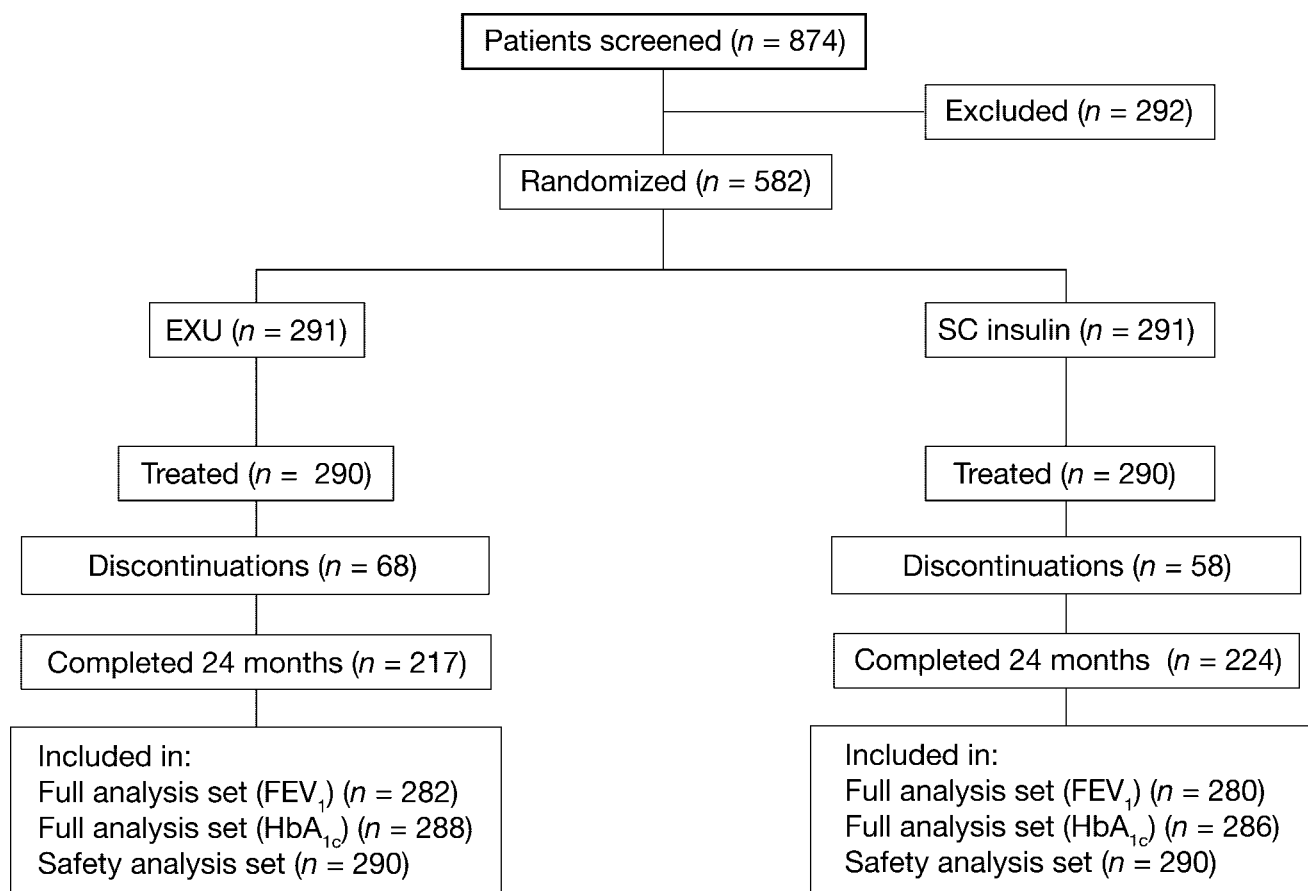 Patients screened (n = 874)
Excluded (n = 292)
Randomized (n = 582)
EXU (n = 291)
SC insulin (n = 291)
Treated (n =  290)
Treated (n = 290)
Discontinuations (n = 68)
Discontinuations (n = 58)
Completed 24 months (n = 217)
Completed 24 months  (n = 224)
Included in:
Full analysis set (FEV₁) (n = 282)
Full analysis set (HbA₁c) (n = 288)
Safety analysis set (n = 290)
Included in:
Full analysis set (FEV₁) (n = 280)
Full analysis set (HbA₁c) (n = 286)
Safety analysis set (n = 290)